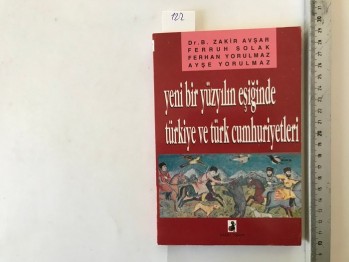 122
Dr. B. ZAKİR AVŞAR
FERRUH SOLAK
FERHAN YORULMAZ
AYŞE YORULMAZ
yeni bir yüzyılın eşiğinde
türkiye ve türk cumhuriyetleri